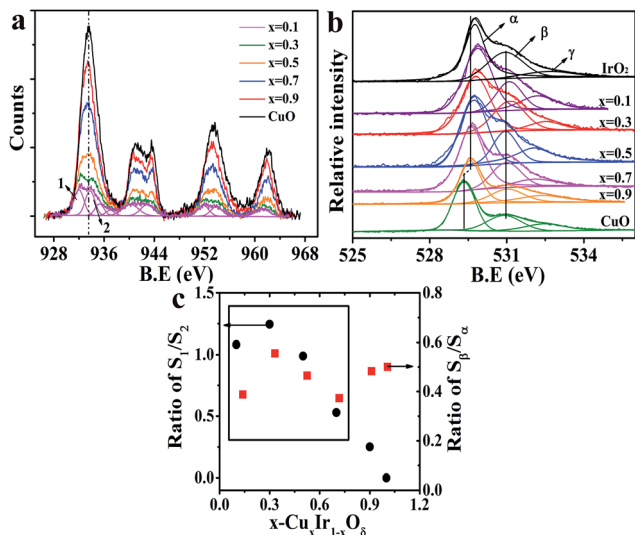 a
x=0.1
x=0.3
x=0.5
x=0.7
x=0.9
CuO
1
2
Counts
928 936 944 952 960 968
B.E (eV)
b
α
β
γ
IrO₂
x=0.1
x=0.3
x=0.5
x=0.7
x=0.9
CuO
Relative intensity
525 528 531 534
B.E (eV)
c
1.5
1.0
0.5
0.0
Ratio of S₁/S₂
0.8
0.6
0.4
0.2
0.0
Ratio of Sβ/Sα
0.0 0.3 0.6 0.9 1.2
x-CuₓIr₁₋ₓOδ